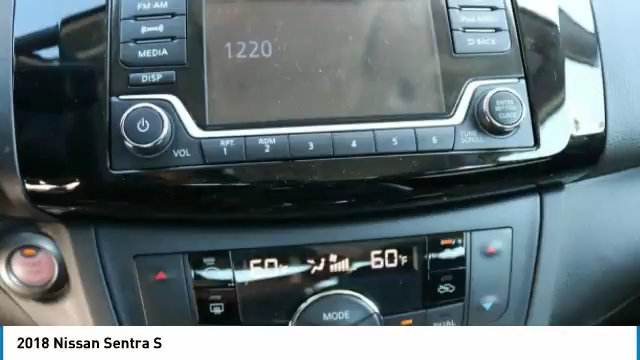 FM·AM
MEDIA
DISP
1220
BACK
VOL
RPT 1
RDM 2
3
4
5
6
TUNE SCROLL
ENTER SETTING CLOCK
60
60°F
MODE
DUAL
2018 Nissan Sentra S